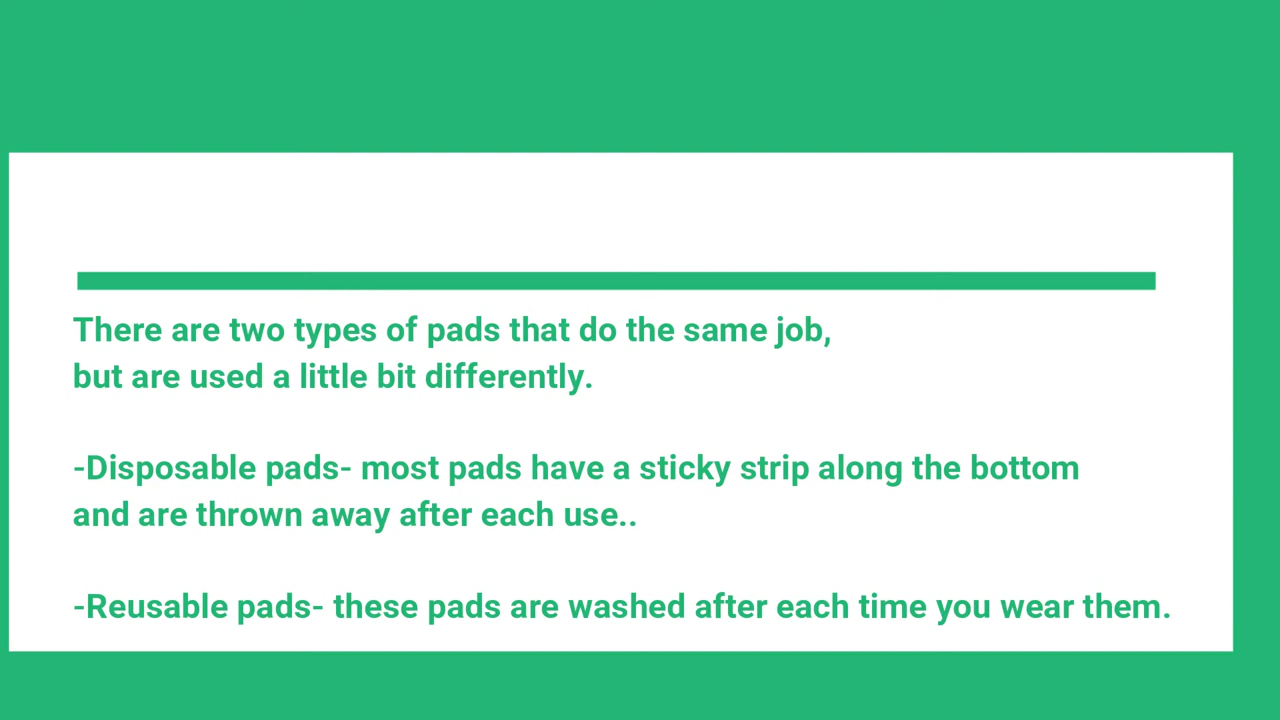 There are two types of pads that do the same job,
but are used a little bit differently.
-Disposable pads- most pads have a sticky strip along the bottom
and are thrown away after each use..
-Reusable pads- these pads are washed after each time you wear them.